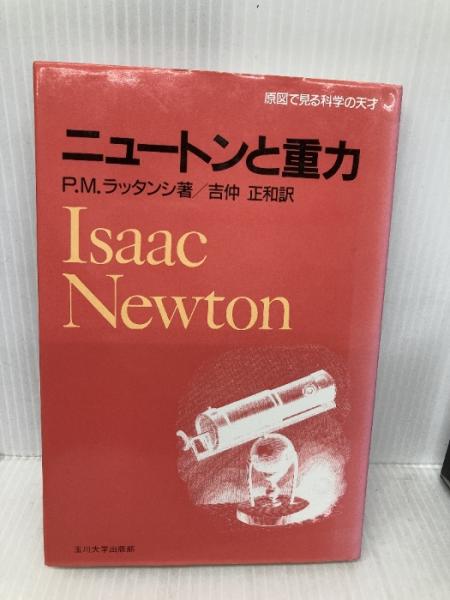 原図で見る科学の天才
ニュートンと重力
P.M.ラッタンシ著/吉仲 正和訳
Isaac
Newton
玉川大学出版部